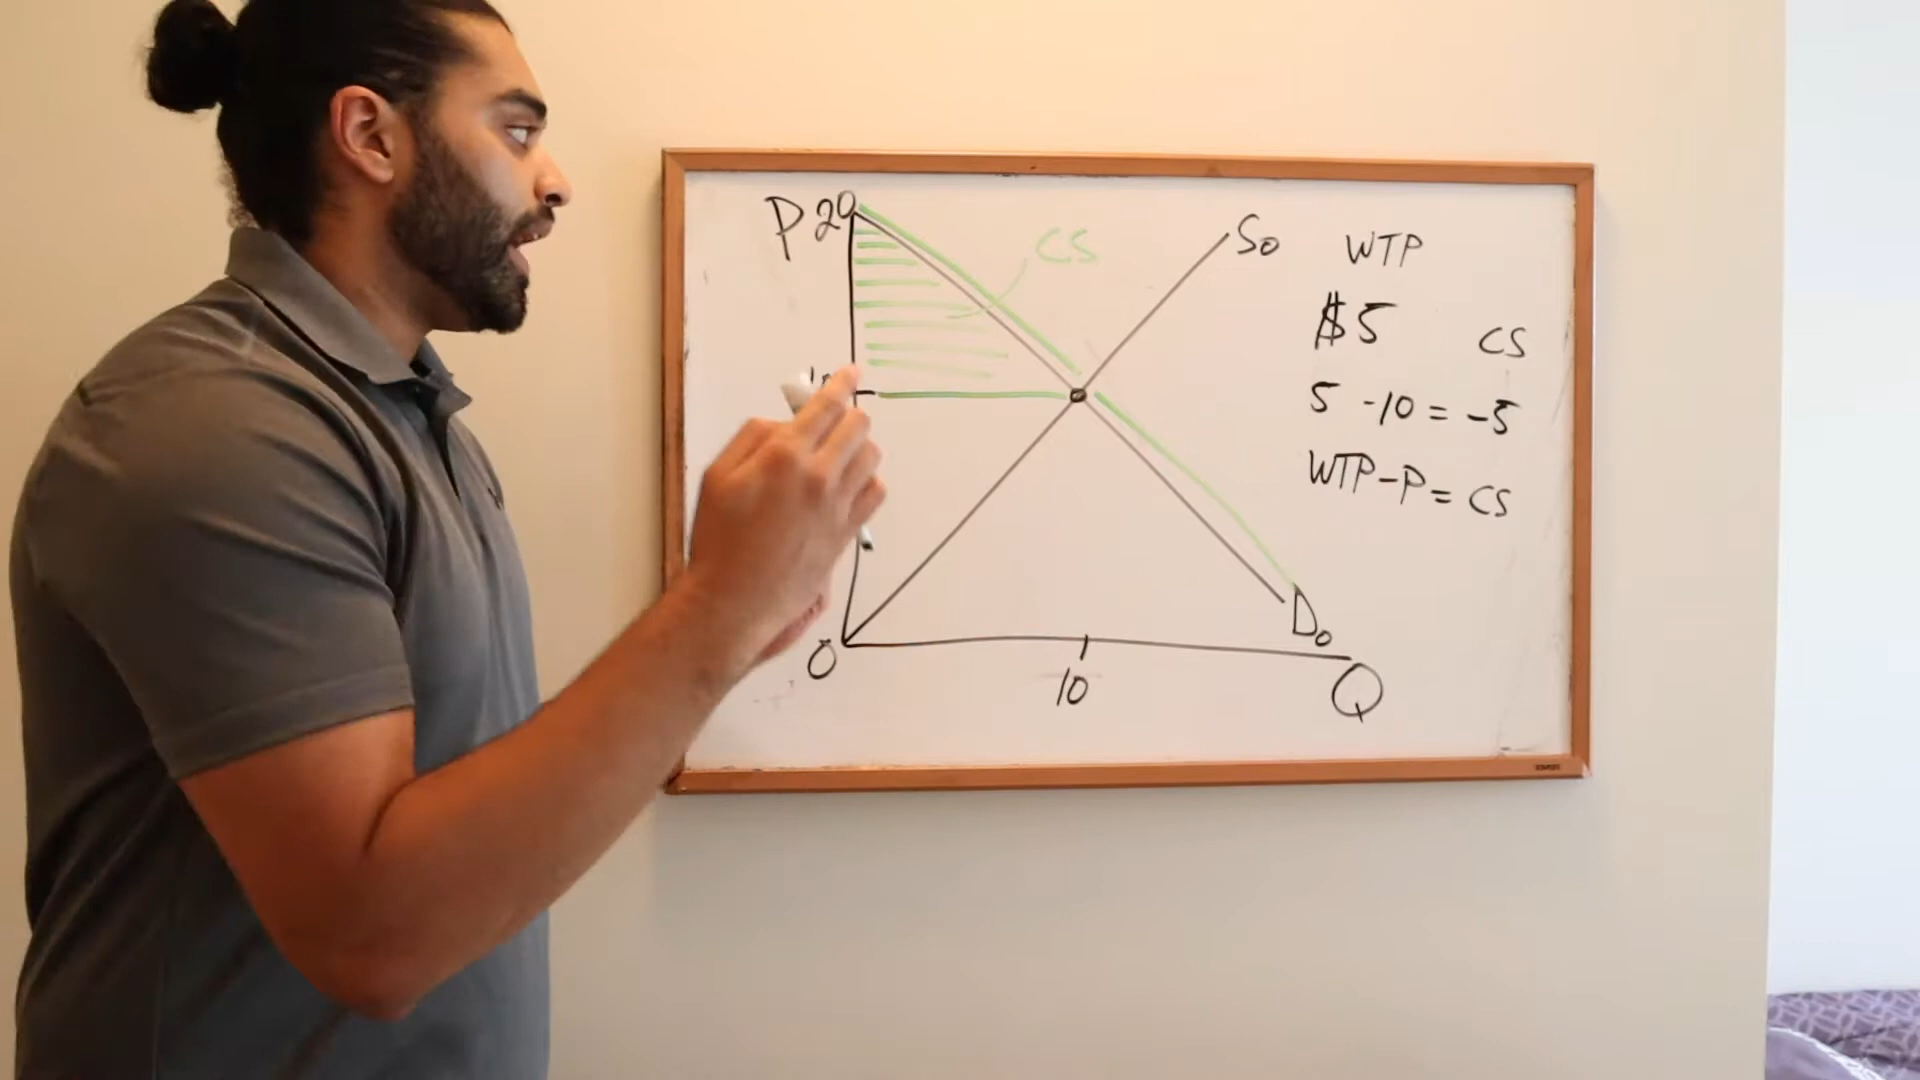 P 20
CS
S0
WTP
$5
CS
5 -10 = -5
WTP-P = CS
D0
0
10
Q